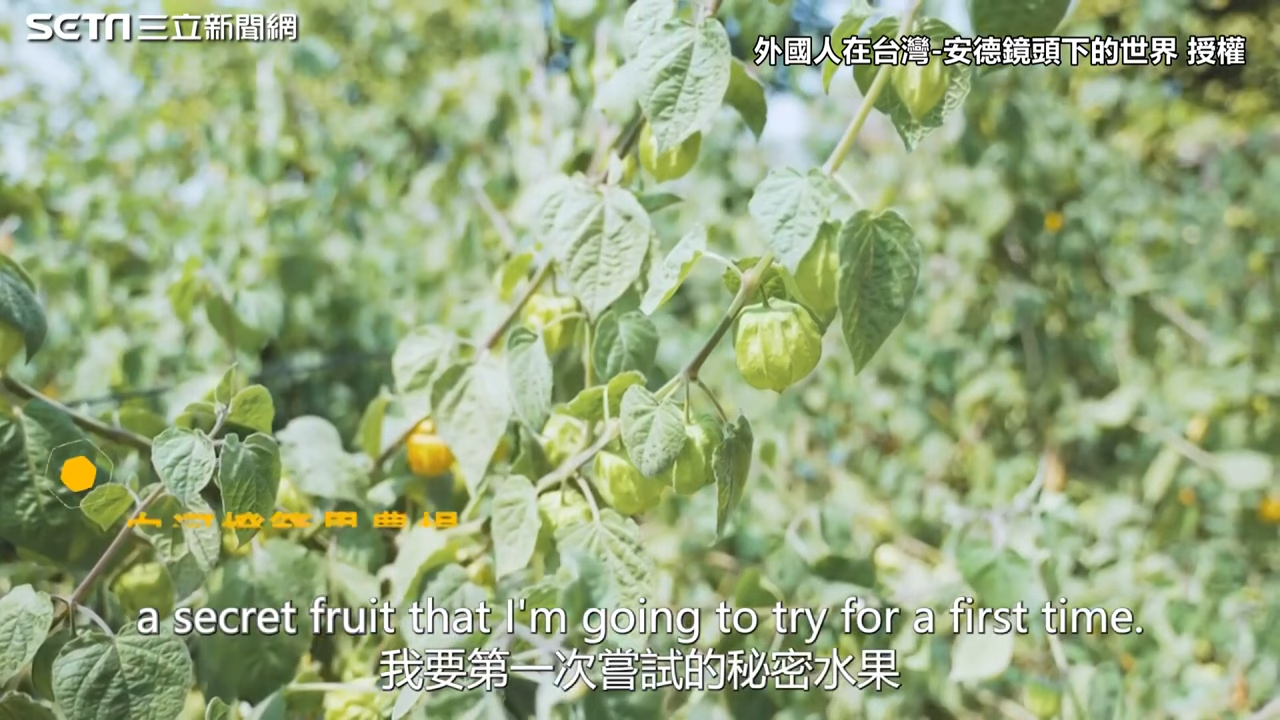 SETN三立新聞網
外國人在台灣-安德鏡頭下的世界 授權
a secret fruit that I'm going to try for a first time.
我要第一次嘗試的秘密水果